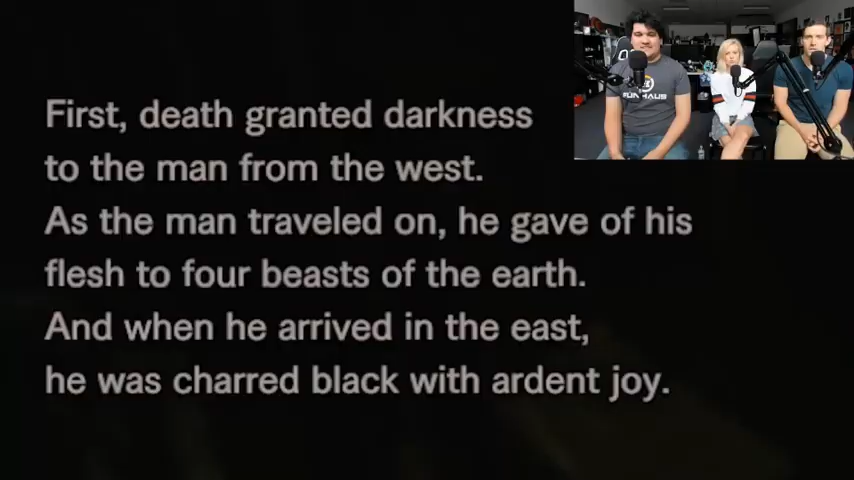 First, death granted darkness
to the man from the west.
As the man traveled on, he gave of his
flesh to four beasts of the earth.
And when he arrived in the east,
he was charred black with ardent joy.
FUNHAUS